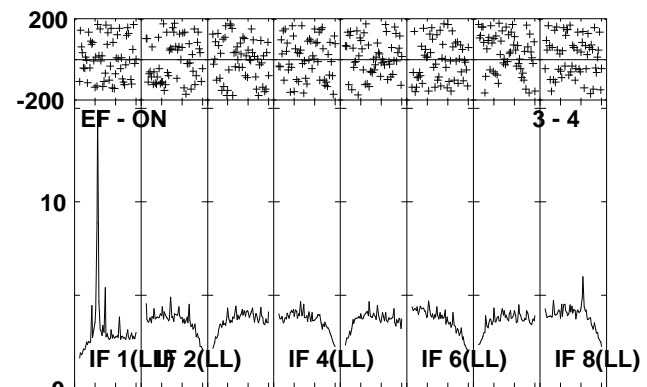 200
-200
EF - ON 3 - 4
10
IF 1(LL) IF 2(LL) IF 4(LL) IF 6(LL) IF 8(LL)
0